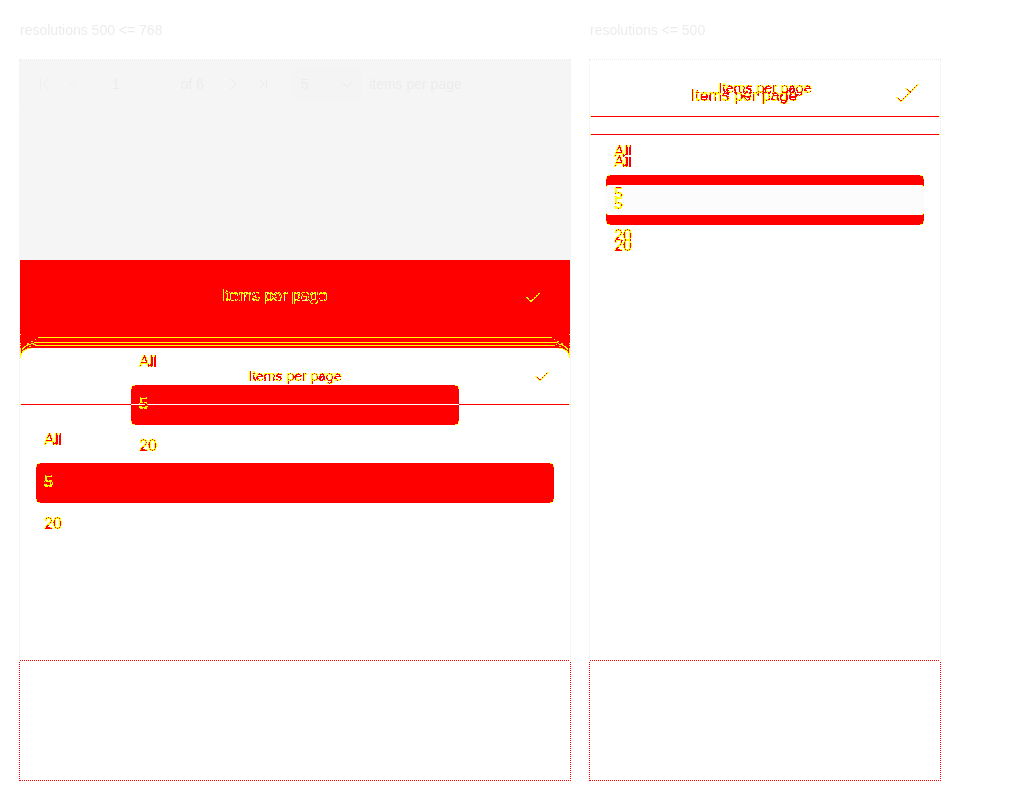 resolutions 500 <= 768
resolutions <= 500
1 of 8 5 items per page
Items per page
All
Items per page
5
20
All
5
20
Items per page
Items per page
All
All
5
5
20
20